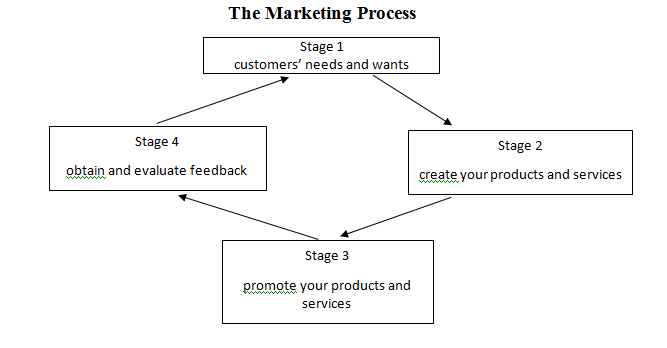 The Marketing Process
Stage 1
customers’ needs and wants
Stage 4
obtain and evaluate feedback
Stage 2
create your products and services
Stage 3
promote your products and
services